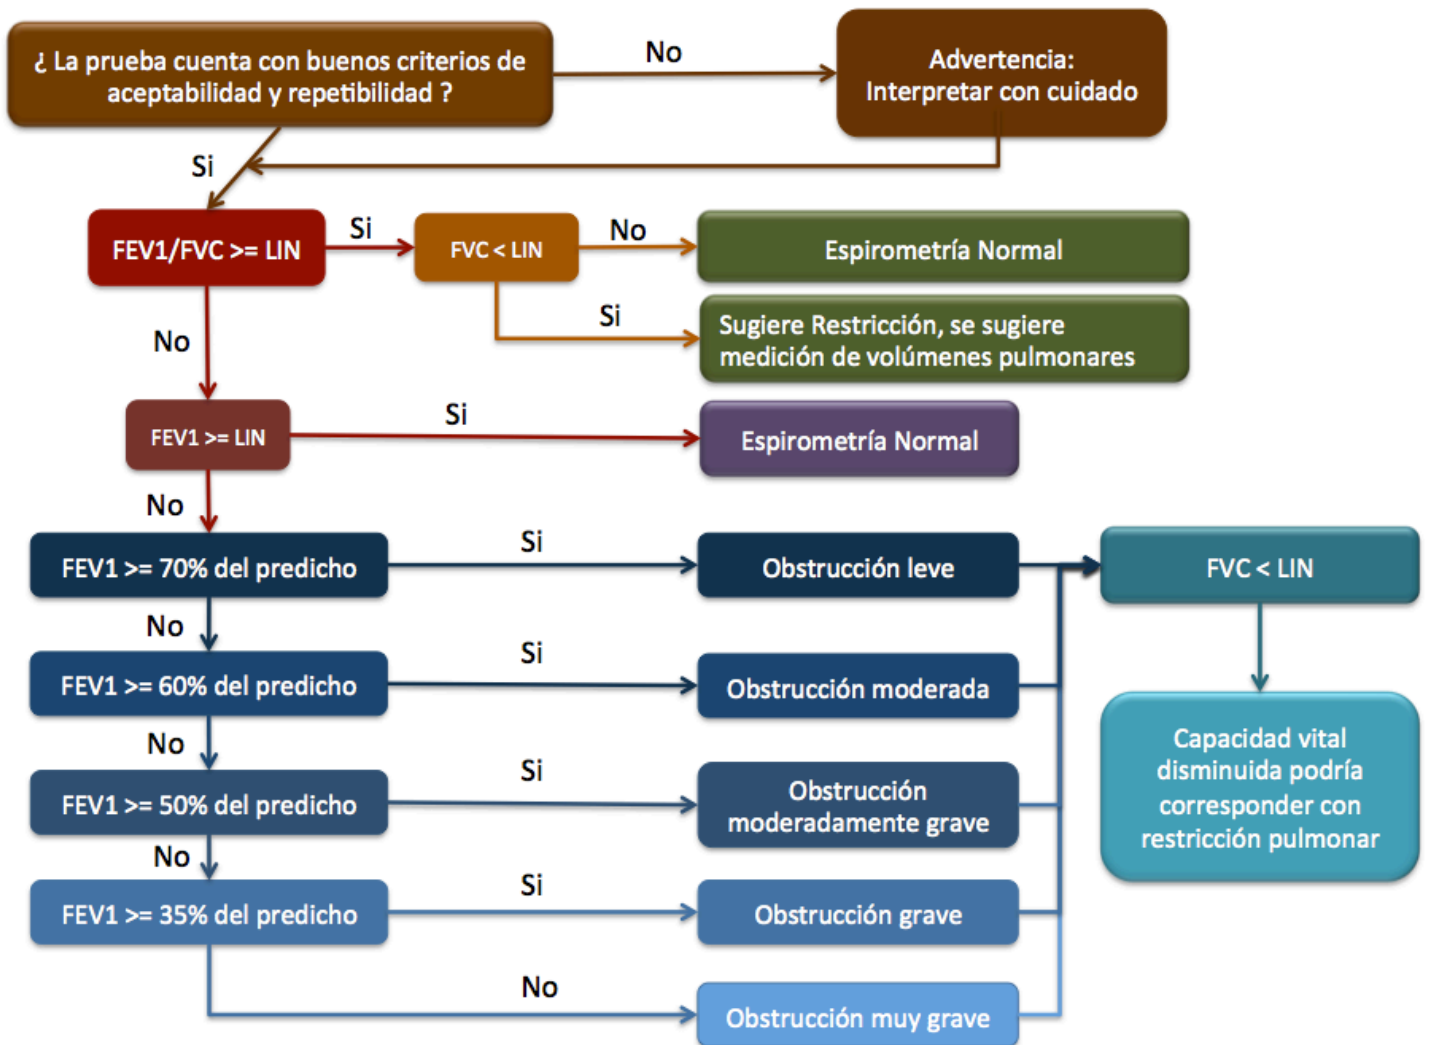 ¿ La prueba cuenta con buenos criterios de
aceptabilidad y repetibilidad ?
No
Advertencia:
Interpretar con cuidado
Si
FEV1/FVC >= LIN
Si
FVC < LIN
No
Espirometría Normal
Si
Sugiere Restricción, se sugiere
medición de volúmenes pulmonares
No
FEV1 >= LIN
Si
Espirometría Normal
No
FEV1 >= 70% del predicho
Si
Obstrucción leve
FVC < LIN
No
FEV1 >= 60% del predicho
Si
Obstrucción moderada
Capacidad vital
disminuida podría
corresponder con
restricción pulmonar
No
FEV1 >= 50% del predicho
Si
Obstrucción
moderadamente grave
No
FEV1 >= 35% del predicho
Si
Obstrucción grave
No
Obstrucción muy grave